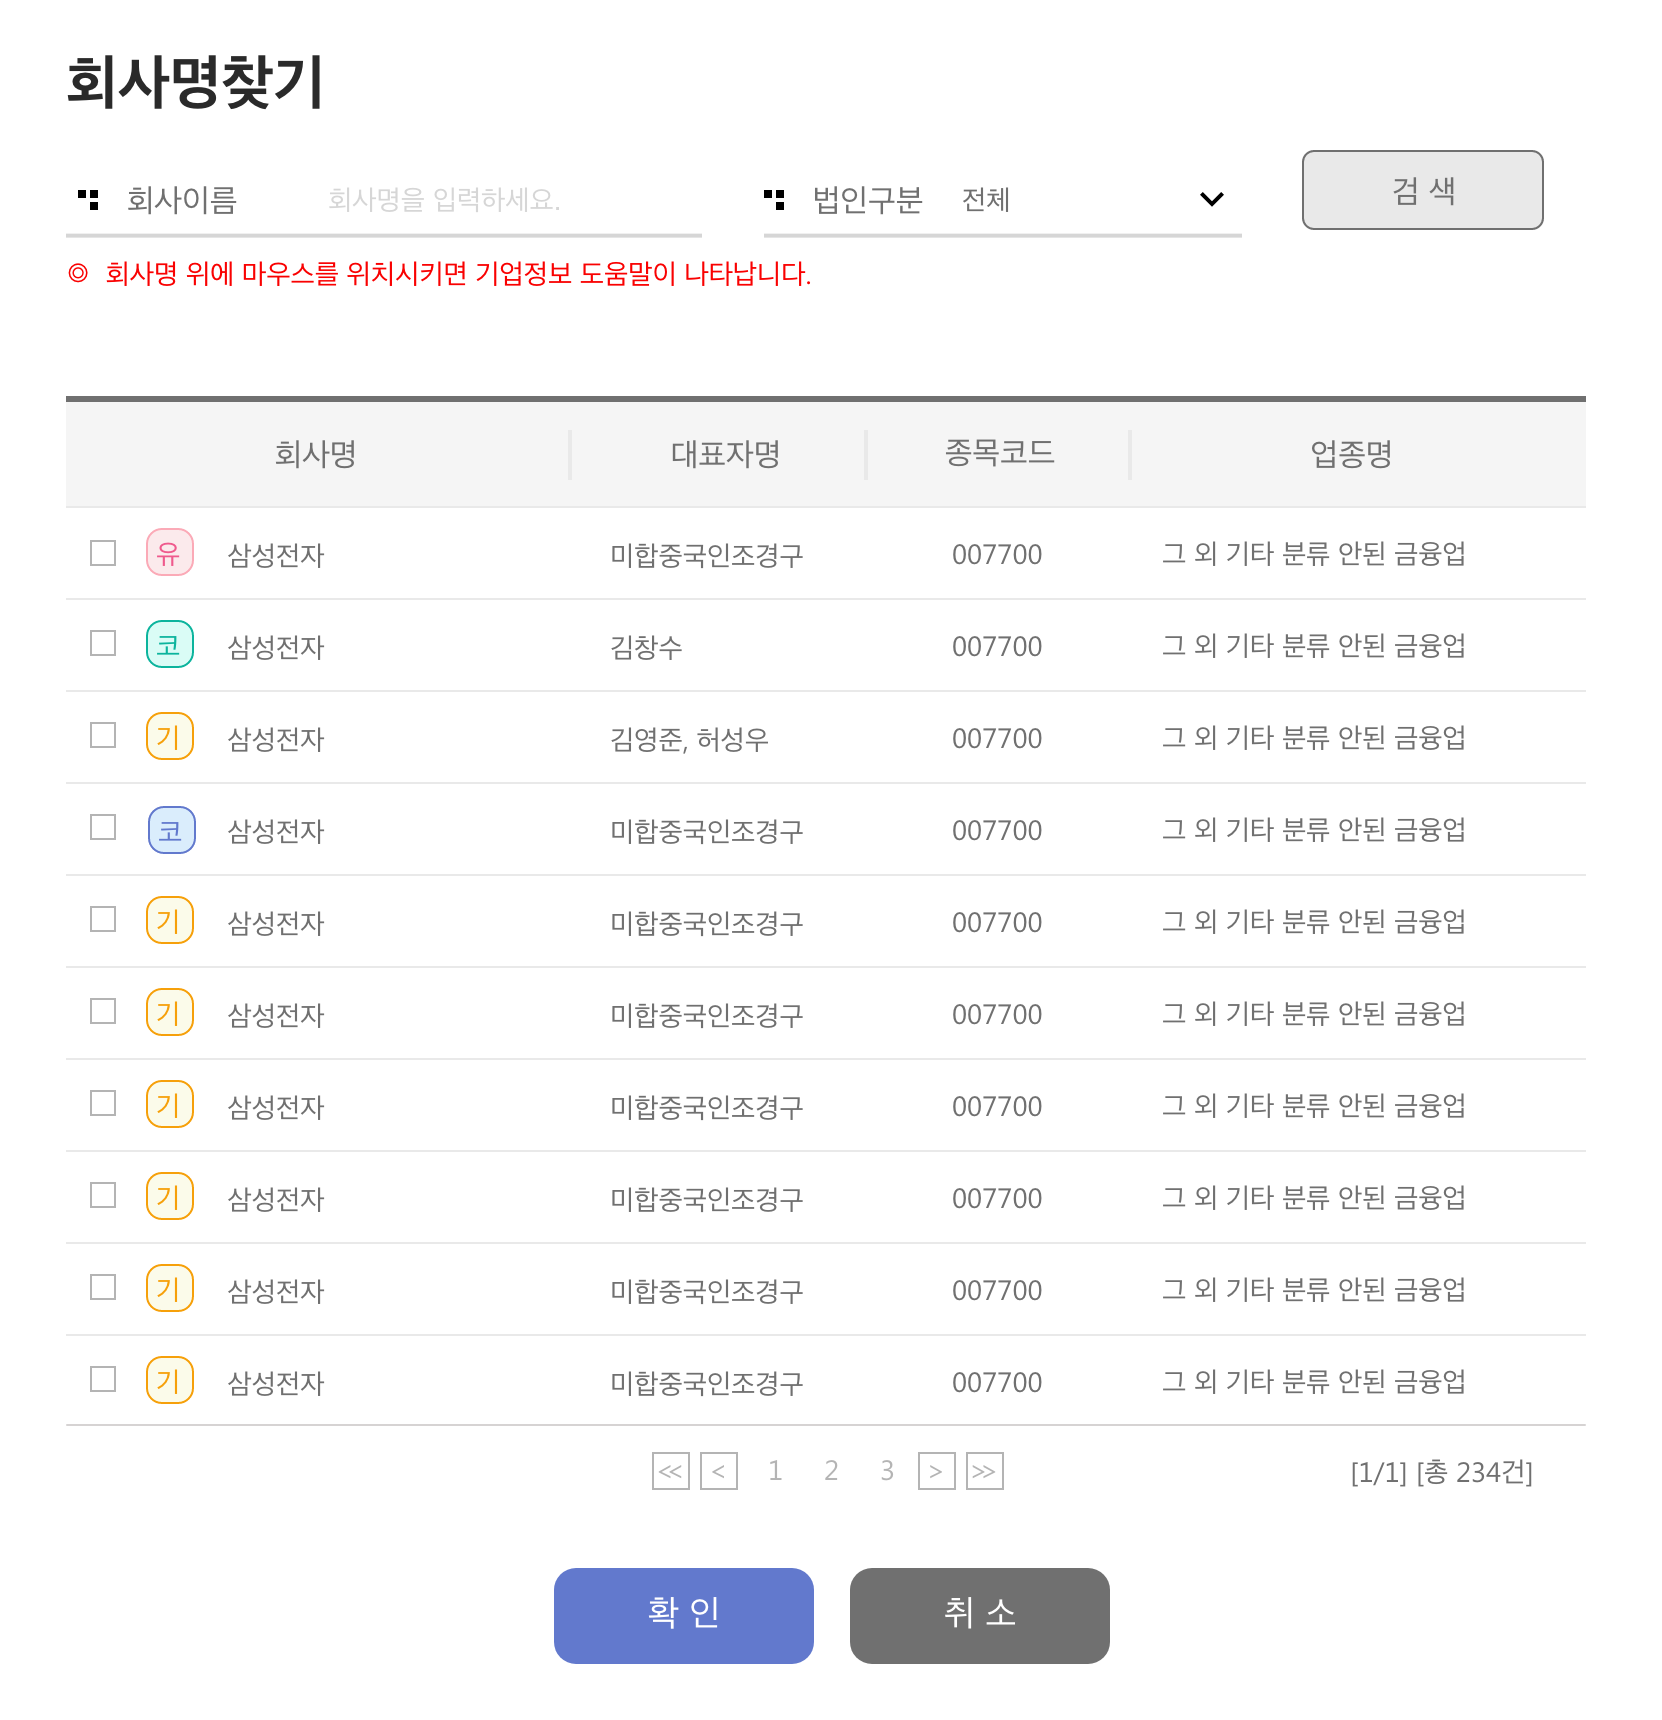 회사명찾기
회사이름 회사명을 입력하세요. 법인구분 전체 검 색
◎ 회사명 위에 마우스를 위치시키면 기업정보 도움말이 나타납니다.
회사명 대표자명 종목코드 업종명
유 삼성전자 미합중국인조경구 007700 그 외 기타 분류 안된 금융업
코 삼성전자 김창수 007700 그 외 기타 분류 안된 금융업
기 삼성전자 김영준, 허성우 007700 그 외 기타 분류 안된 금융업
코 삼성전자 미합중국인조경구 007700 그 외 기타 분류 안된 금융업
기 삼성전자 미합중국인조경구 007700 그 외 기타 분류 안된 금융업
기 삼성전자 미합중국인조경구 007700 그 외 기타 분류 안된 금융업
기 삼성전자 미합중국인조경구 007700 그 외 기타 분류 안된 금융업
기 삼성전자 미합중국인조경구 007700 그 외 기타 분류 안된 금융업
기 삼성전자 미합중국인조경구 007700 그 외 기타 분류 안된 금융업
기 삼성전자 미합중국인조경구 007700 그 외 기타 분류 안된 금융업
<< < 1 2 3 > >> [1/1] [총 234건]
확 인 취 소